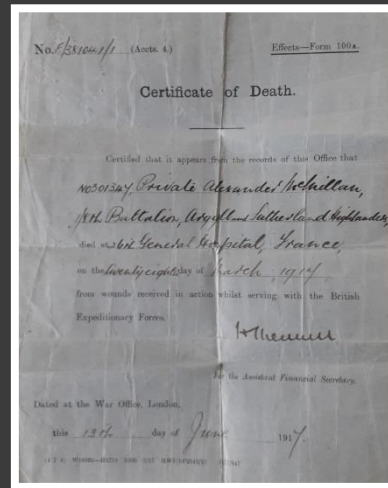 No. E/381041/1 (Accts. 4.) Effects—Form 100A.
Certificate of Death.
Certified that it appears from the records of this Office that
No 301347, Private Alexander McMillan,
1/8th Battalion, Argyll and Sutherland Highlanders,
died at General Hospital, France,
on the twenty eighth day of March, 1917
from wounds received in action whilst serving with the British
Expeditionary Forces.
For the Assistant Financial Secretary.
Dated at the War Office, London,
this 13th day of June 1917.